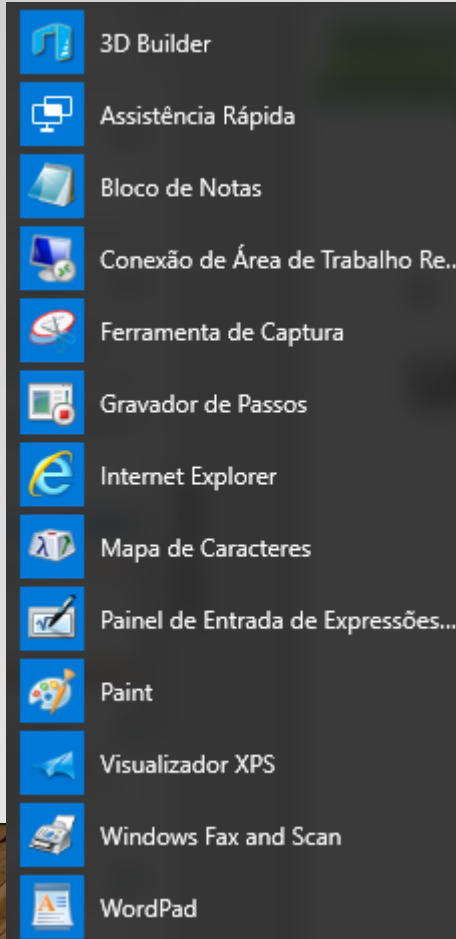 3D Builder
Assistência Rápida
Bloco de Notas
Conexão de Área de Trabalho Re...
Ferramenta de Captura
Gravador de Passos
Internet Explorer
Mapa de Caracteres
Painel de Entrada de Expressões...
Paint
Visualizador XPS
Windows Fax and Scan
WordPad